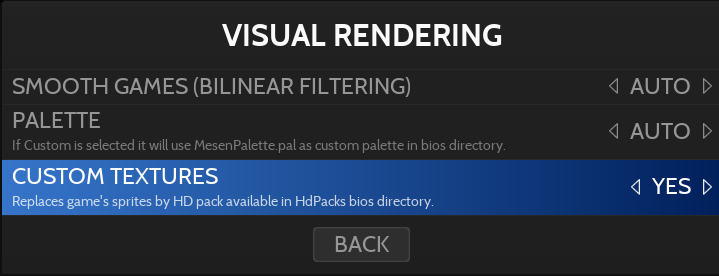 VISUAL RENDERING
SMOOTH GAMES (BILINEAR FILTERING) AUTO
PALETTE
If Custom is selected it will use MesenPalette.pal as custom palette in bios directory.
AUTO
CUSTOM TEXTURES
Replaces game's sprites by HD pack available in HdPacks bios directory.
YES
BACK